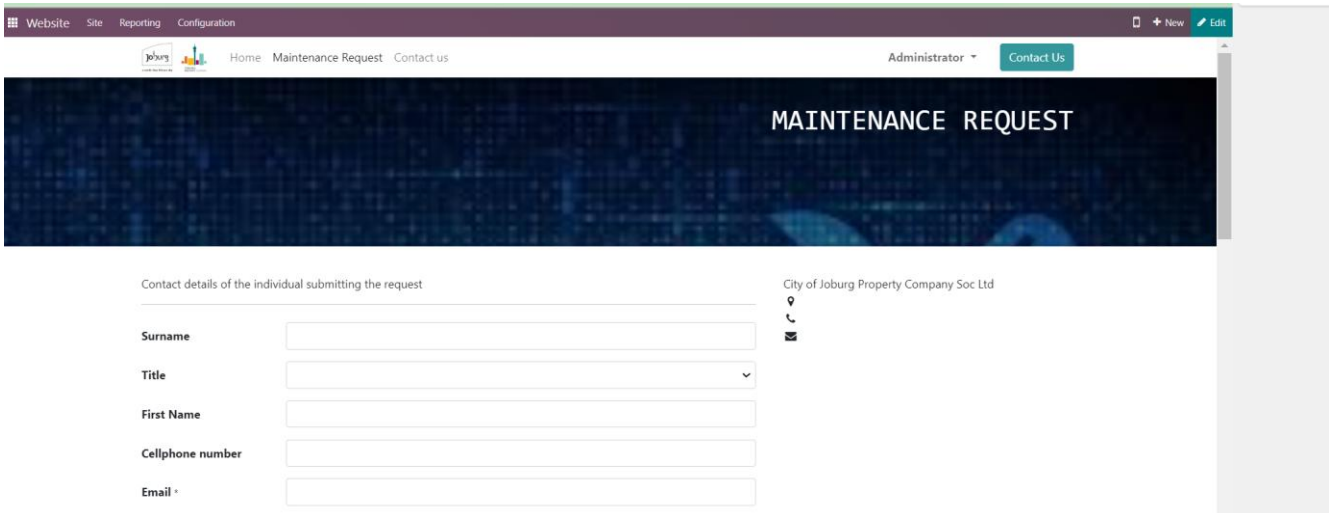 Website Site Reporting Configuration + New Edit
Joburg Home Maintenance Request Contact us Administrator Contact Us
MAINTENANCE REQUEST
Contact details of the individual submitting the request
City of Joburg Property Company Soc Ltd
Surname
Title
First Name
Cellphone number
Email *